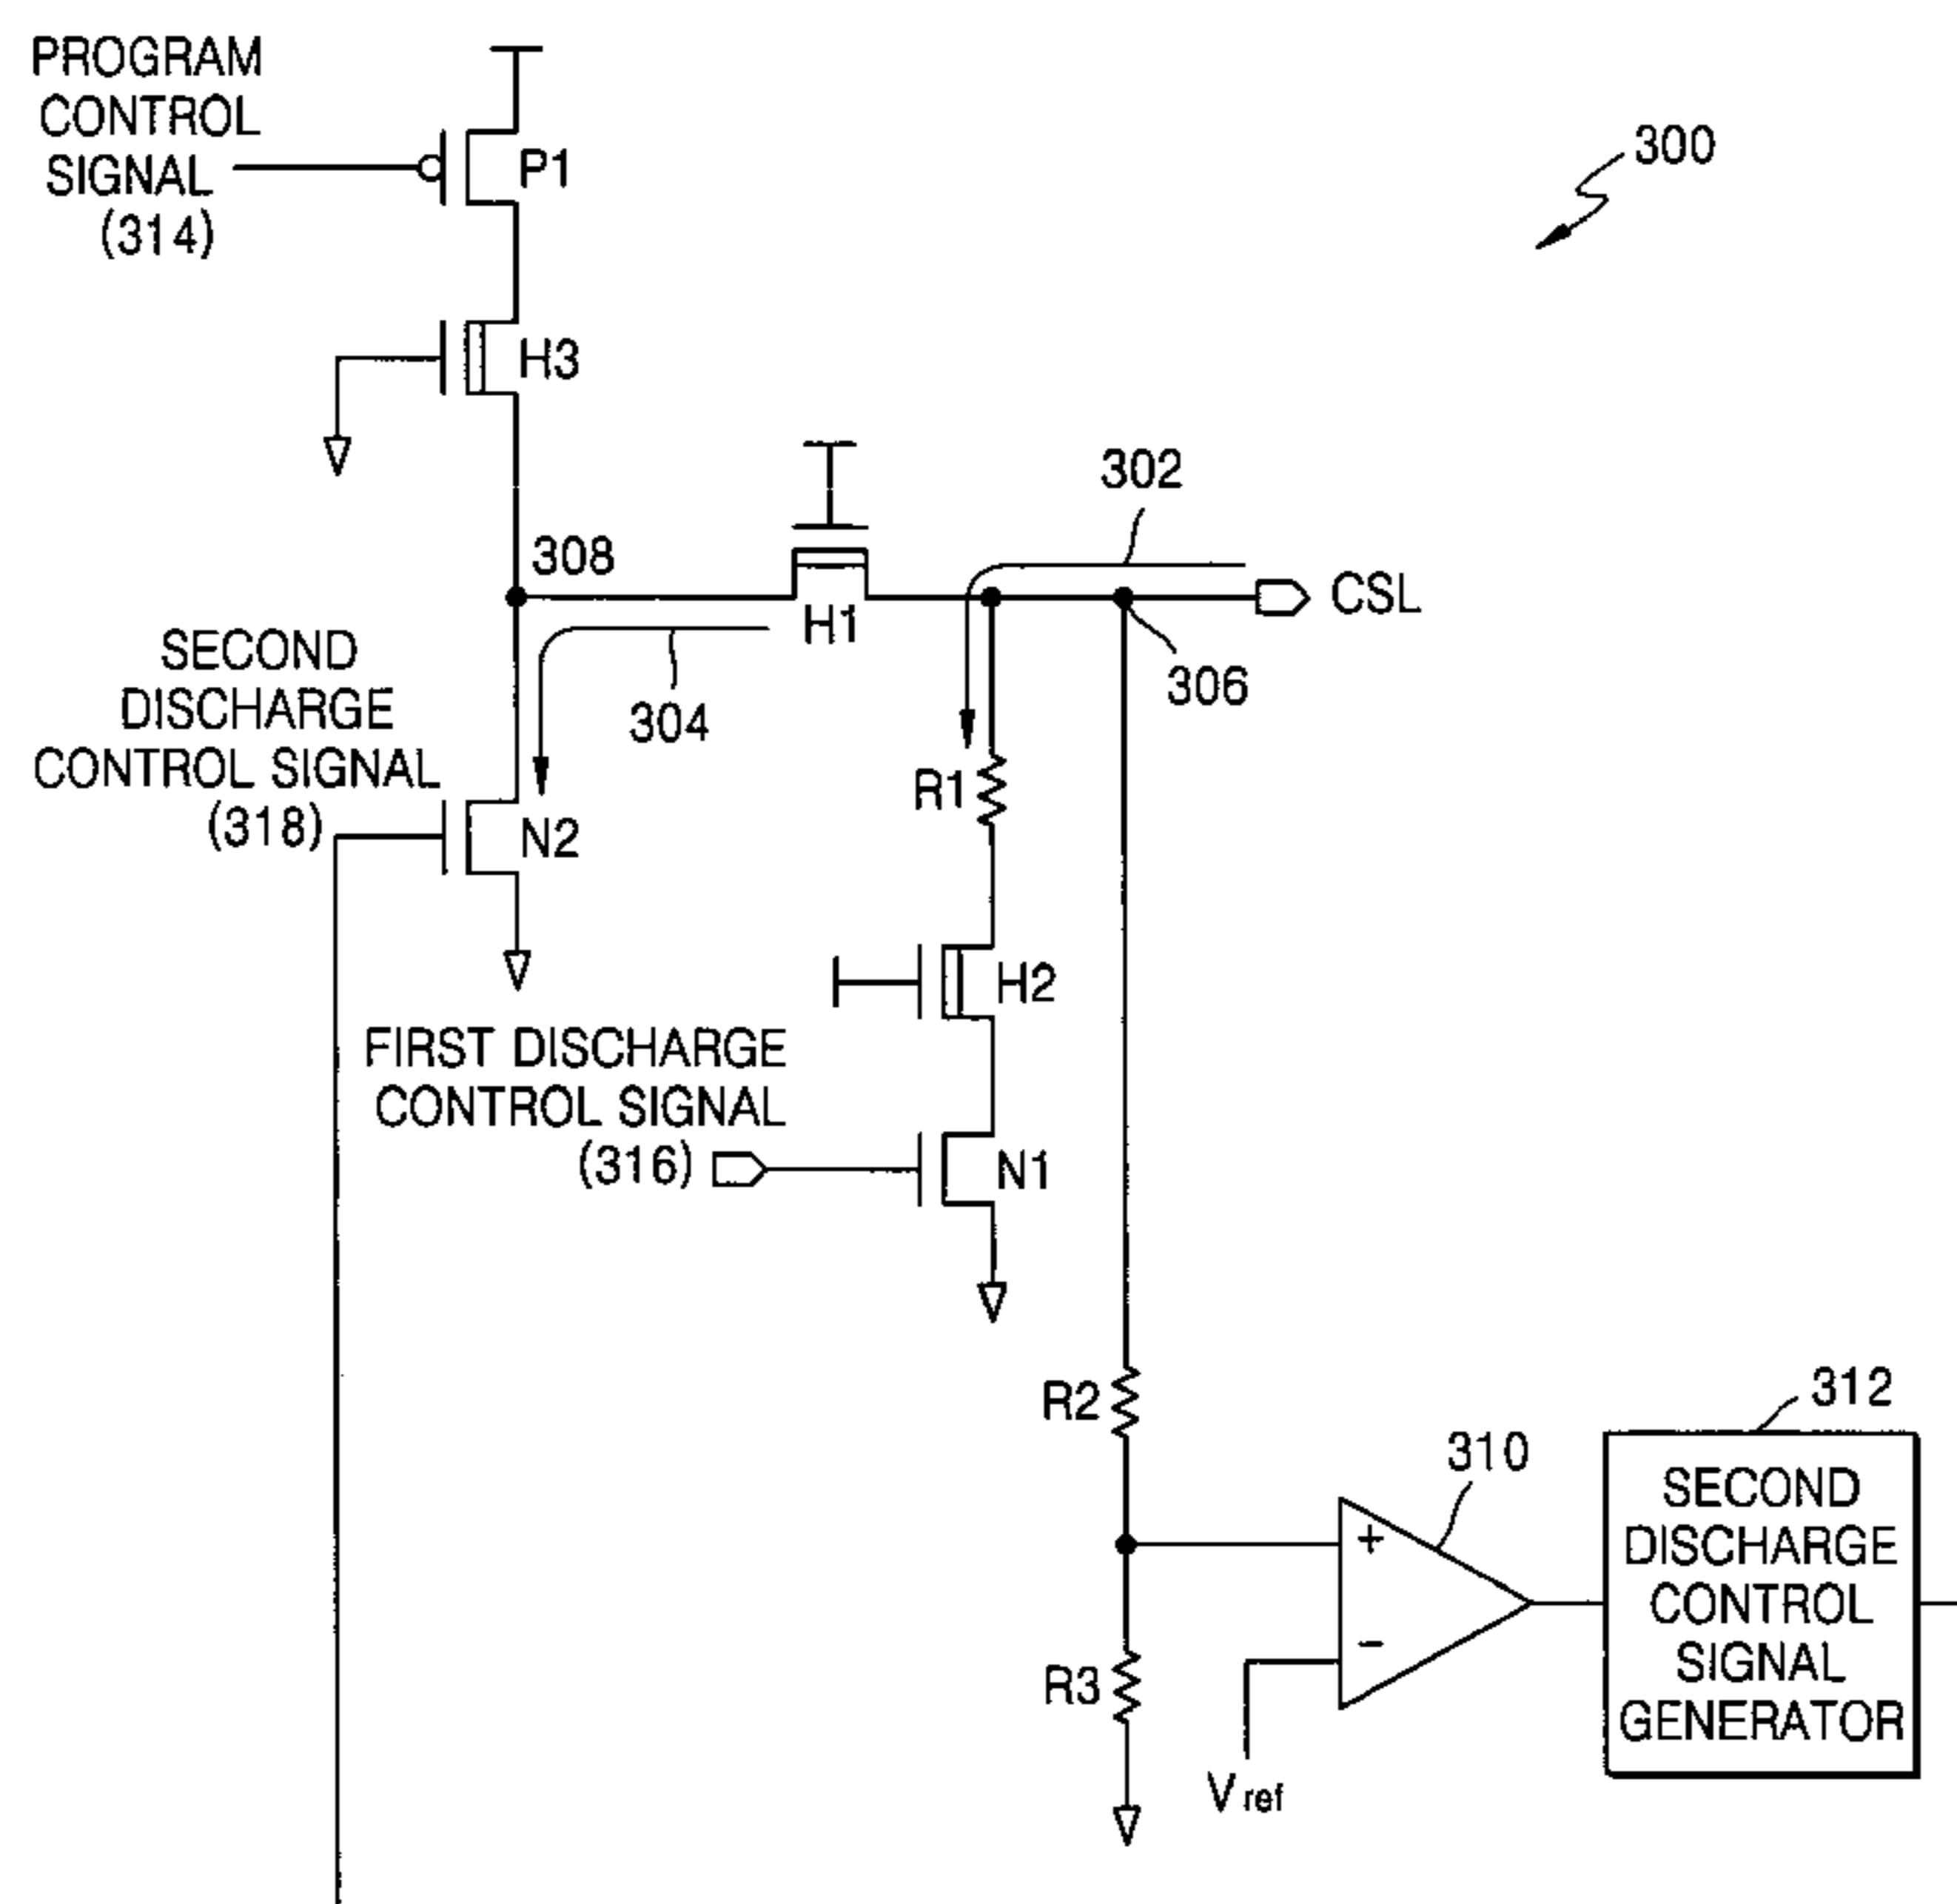 PROGRAM
CONTROL
SIGNAL
(314)
P1
300
H3
302
308
CSL
H1
306
SECOND
DISCHARGE
CONTROL SIGNAL
(318)
304
R1
N2
H2
FIRST DISCHARGE
CONTROL SIGNAL
(316)
N1
312
R2
310
SECOND
DISCHARGE
CONTROL
SIGNAL
GENERATOR
+
−
R3
Vref